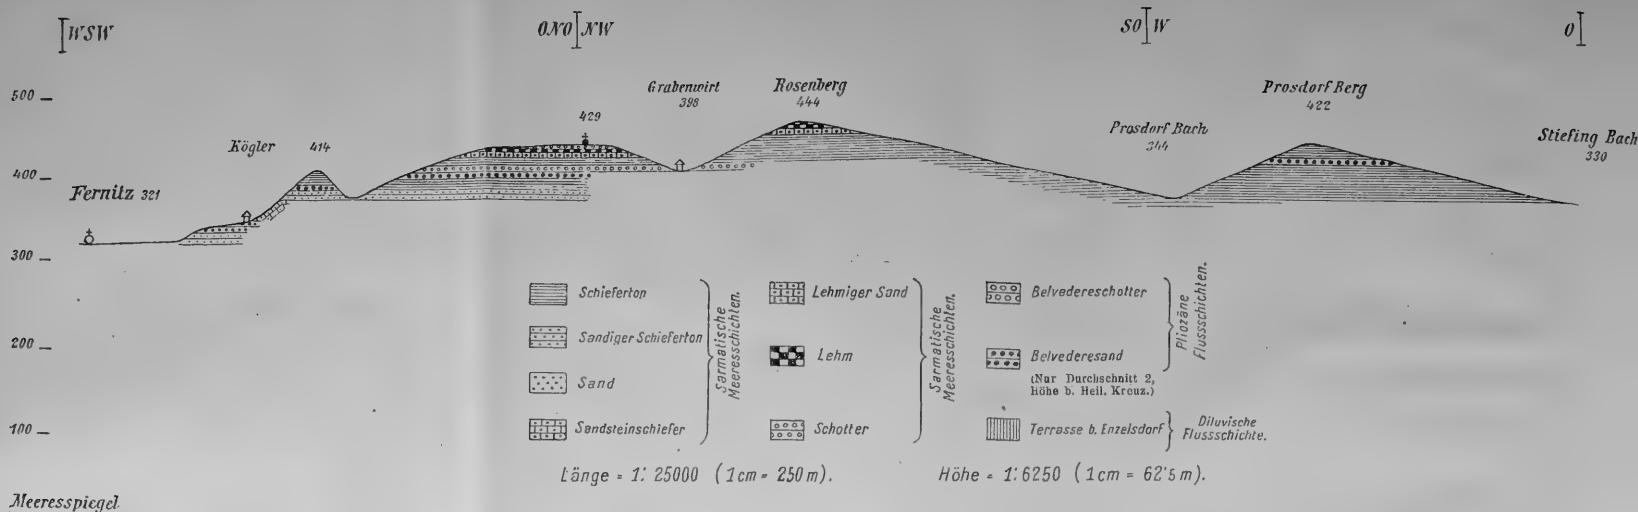 WSW
ONO NW
SO W
O
500
400
300
200
100
Meeresspiegel
Fernitz 321
Kögler
414
429
Grabenwirt
398
Rosenberg
444
Prosdorf Bach
344
Prosdorf Berg
422
Stiefing Bach
330
Schieferton
Sandiger Schieferton
Sand
Sandsteinschiefer
Sarmatische
Meeresschichten.
Lehmiger Sand
Lehm
Schotter
Sarmatische
Meeresschichten.
Belvedereschotter
Belvederesand
(Nur Durchschnitt 2,
Höhe b. Heil. Kreuz.)
Pliozäne
Flussschichten.
Terrasse b. Enzelsdorf
Diluvische
Flussschichte.
Länge = 1:25000 (1cm = 250m).
Höhe = 1:6250 (1cm = 62·5m).